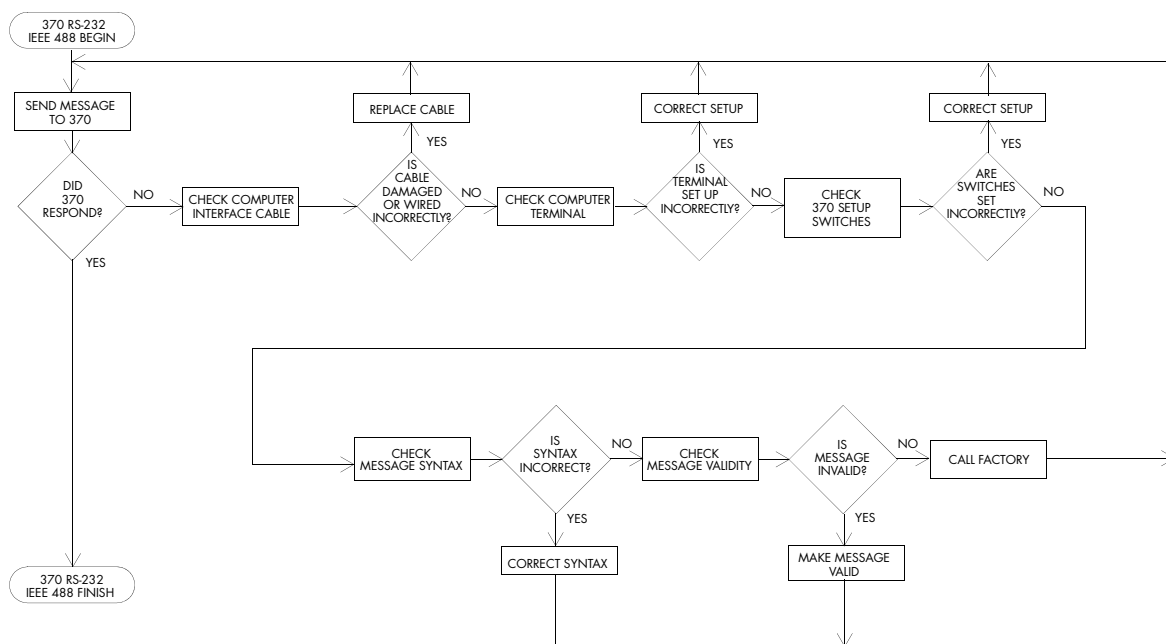 370 RS-232
IEEE 488 BEGIN
SEND MESSAGE
TO 370
DID
370
RESPOND?
NO
YES
CHECK COMPUTER
INTERFACE CABLE
REPLACE CABLE
YES
IS
CABLE
DAMAGED
OR WIRED
INCORRECTLY?
NO
CHECK COMPUTER
TERMINAL
CORRECT SETUP
YES
IS
TERMINAL
SET UP
INCORRECTLY?
NO
CHECK
370 SETUP
SWITCHES
CORRECT SETUP
YES
ARE
SWITCHES
SET
INCORRECTLY?
NO
CHECK
MESSAGE SYNTAX
IS
SYNTAX
INCORRECT?
NO
YES
CORRECT SYNTAX
CHECK
MESSAGE VALIDITY
IS
MESSAGE
INVALID?
NO
YES
MAKE MESSAGE
VALID
CALL FACTORY
370 RS-232
IEEE 488 FINISH